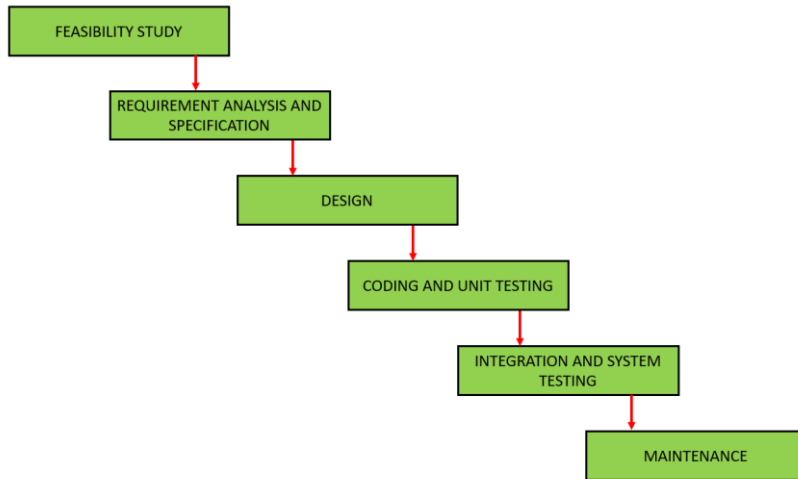 FEASIBILITY STUDY
REQUIREMENT ANALYSIS AND
SPECIFICATION
DESIGN
CODING AND UNIT TESTING
INTEGRATION AND SYSTEM
TESTING
MAINTENANCE